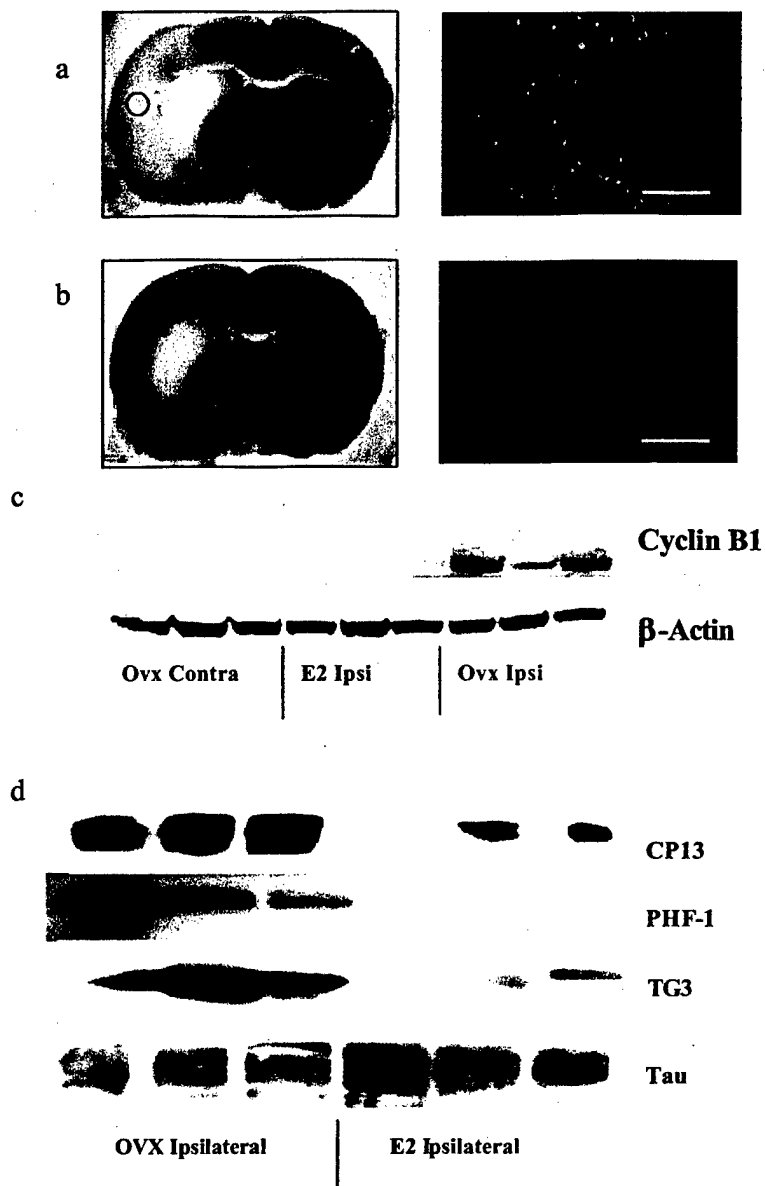 a
b
c
Cyclin B1
β-Actin
Ovx Contra E2 Ipsi Ovx Ipsi
d
CP13
PHF-1
TG3
Tau
OVX Ipsilateral E2 Ipsilateral